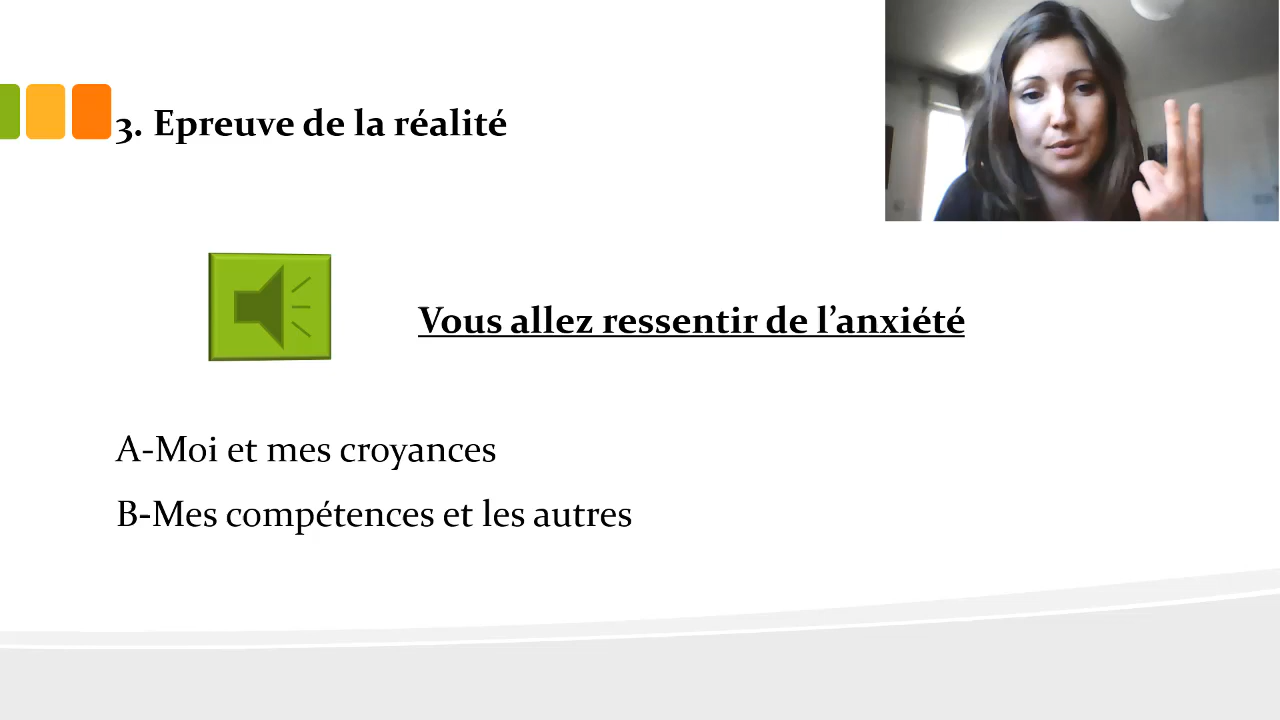 3. Epreuve de la réalité
Vous allez ressentir de l’anxiété
A-Moi et mes croyances
B-Mes compétences et les autres